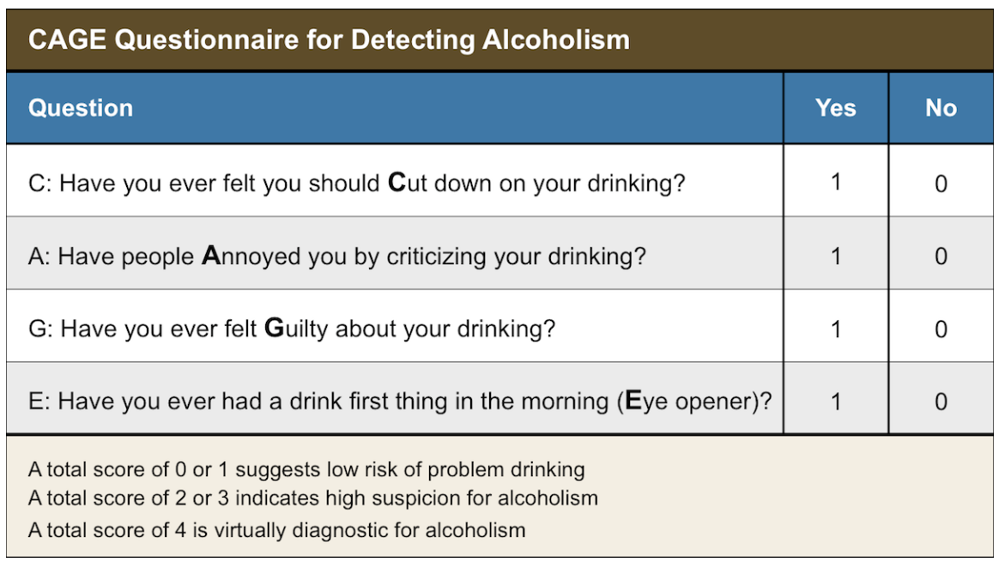 CAGE Questionnaire for Detecting Alcoholism
Question Yes No
C: Have you ever felt you should Cut down on your drinking? 1 0
A: Have people Annoyed you by criticizing your drinking? 1 0
G: Have you ever felt Guilty about your drinking? 1 0
E: Have you ever had a drink first thing in the morning (Eye opener)? 1 0
A total score of 0 or 1 suggests low risk of problem drinking
A total score of 2 or 3 indicates high suspicion for alcoholism
A total score of 4 is virtually diagnostic for alcoholism